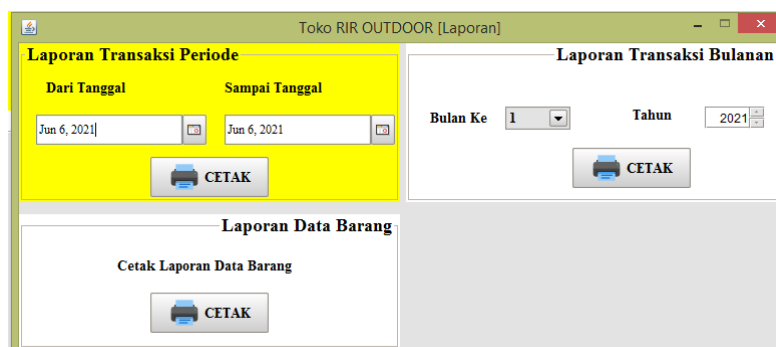 Toko RIR OUTDOOR [Laporan]
Laporan Transaksi Periode
Dari Tanggal
Sampai Tanggal
Jun 6, 2021
Jun 6, 2021
CETAK
Laporan Transaksi Bulanan
Bulan Ke
1
Tahun
2021
CETAK
Laporan Data Barang
Cetak Laporan Data Barang
CETAK